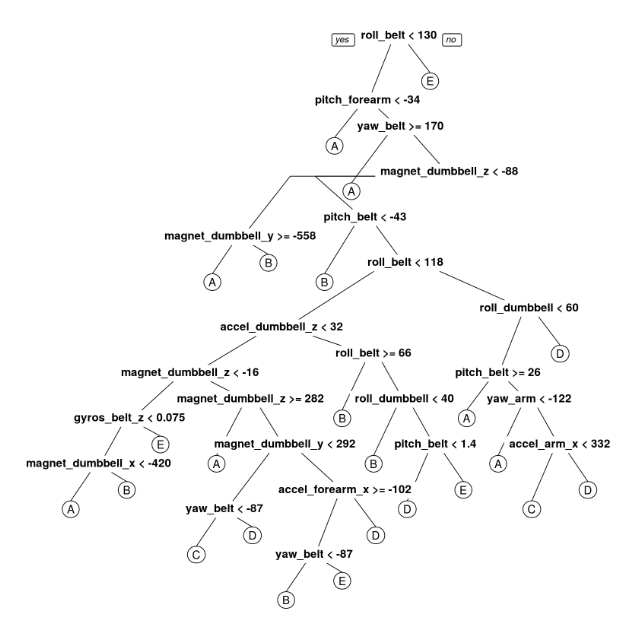 yes roll_belt < 130 no
E
pitch_forearm < -34
yaw_belt >= 170
A
magnet_dumbbell_z < -88
A
pitch_belt < -43
magnet_dumbbell_y >= -558
B
roll_belt < 118
A B
roll_dumbbell < 60
accel_dumbbell_z < 32
roll_belt >= 66 D
magnet_dumbbell_z < -16 pitch_belt >= 26
magnet_dumbbell_z >= 282 roll_dumbbell < 40 yaw_arm < -122
gyros_belt_z < 0.075 B A
magnet_dumbbell_y < 292 pitch_belt < 1.4 accel_arm_x < 332
E
magnet_dumbbell_x < -420 A B A
B accel_forearm_x >= -102 E D
A yaw_belt < -87 D C
D D
C yaw_belt < -87
E
B